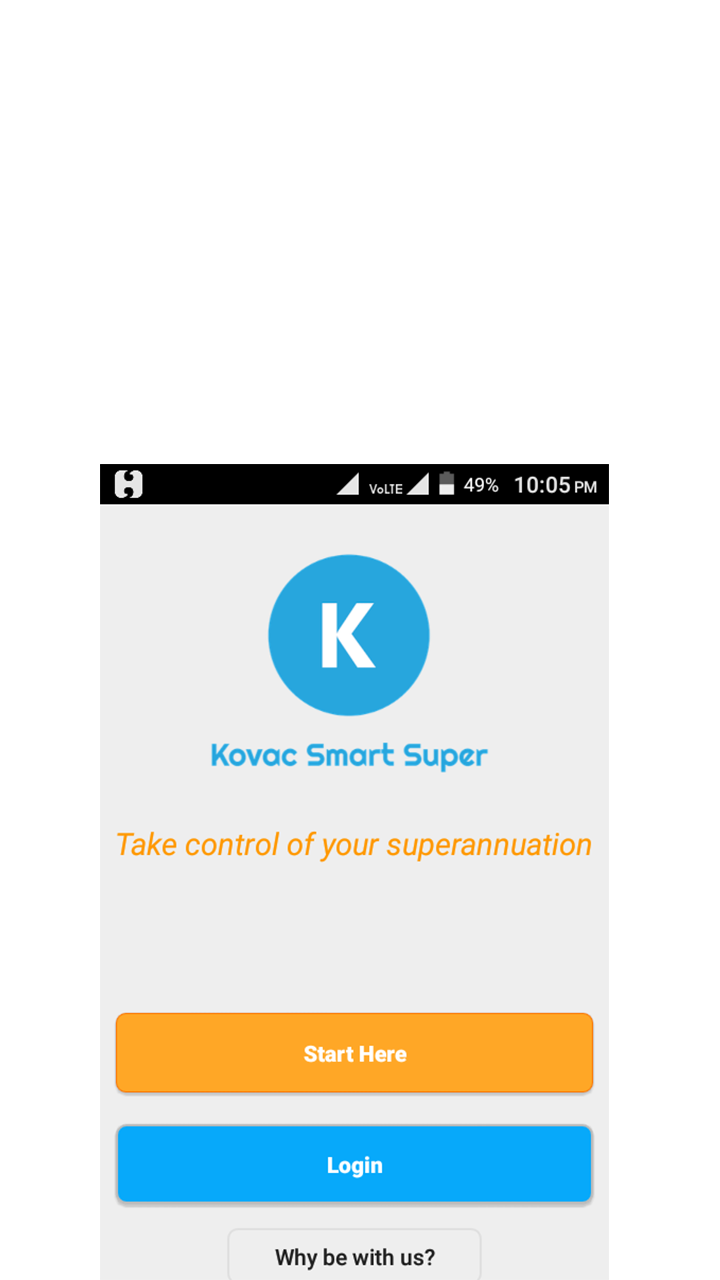 VoLTE 49% 10:05 PM
K
Kovac Smart Super
Take control of your superannuation
Start Here
Login
Why be with us?